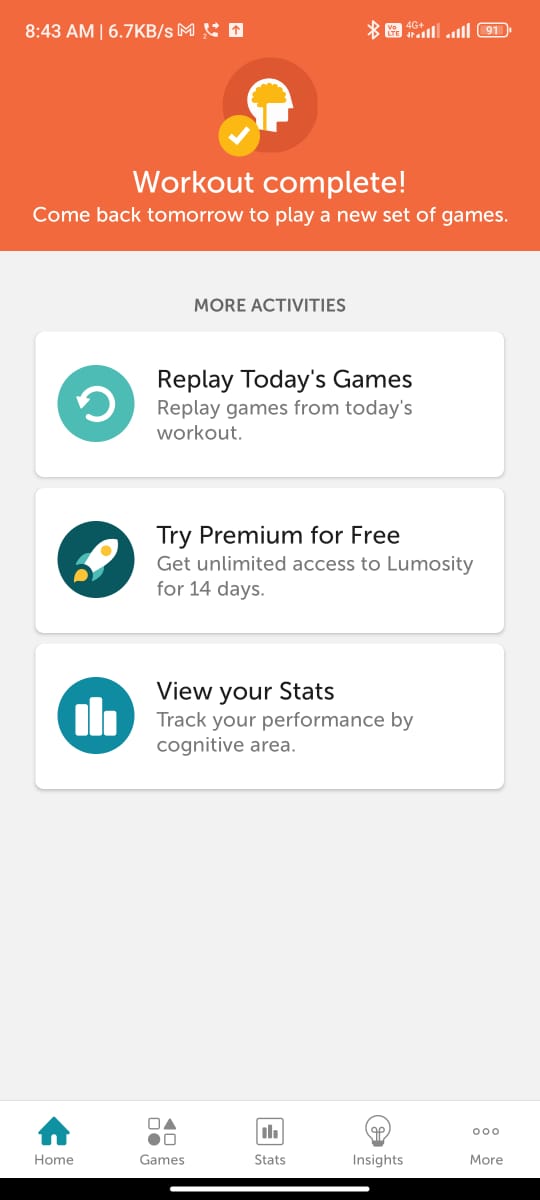 8:43 AM | 6.7KB/s
Vo LTE 4G+ 91
Workout complete!
Come back tomorrow to play a new set of games.
MORE ACTIVITIES
Replay Today's Games
Replay games from today's
workout.
Try Premium for Free
Get unlimited access to Lumosity
for 14 days.
View your Stats
Track your performance by
cognitive area.
Home Games Stats Insights More